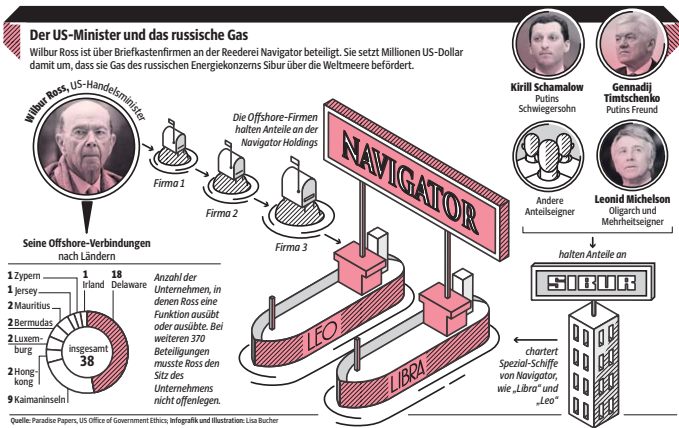 Der US-Minister und das russische Gas
Wilbur Ross ist über Briefkastenfirmen an der Reederei Navigator beteiligt. Sie setzt Millionen US-Dollar
damit um, dass sie Gas des russischen Energiekonzerns Sibur über die Weltmeere befördert.
Wilbur Ross, US-Handelsminister
Firma 1
Firma 2
Firma 3
Die Offshore-Firmen
halten Anteile an der
Navigator Holdings
NAVIGATOR
LEO
LIBRA
Kirill Schamalow
Putins
Schwiegersohn
Gennadij
Timtschenko
Putins Freund
Andere
Anteilseigner
Leonid Michelson
Oligarch und
Mehrheitseigner
halten Anteile an
SIBUR
chartert
Spezial-Schiffe
von Navigator,
wie „Libra“ und
„Leo“
Seine Offshore-Verbindungen
nach Ländern
1 Zypern
1 Jersey
2 Mauritius
2 Bermudas
2 Luxem-
burg
2 Hong-
kong
9 Kaimaninseln
1
Irland
18
Delaware
insgesamt
38
Anzahl der
Unternehmen, in
denen Ross eine
Funktion ausübt
oder ausübte. Bei
weiteren 370
Beteiligungen
musste Ross den
Sitz des
Unternehmens
nicht offenlegen.
Quelle: Paradise Papers, US Office of Government Ethics; Infografik und Illustration: Lisa Bucher